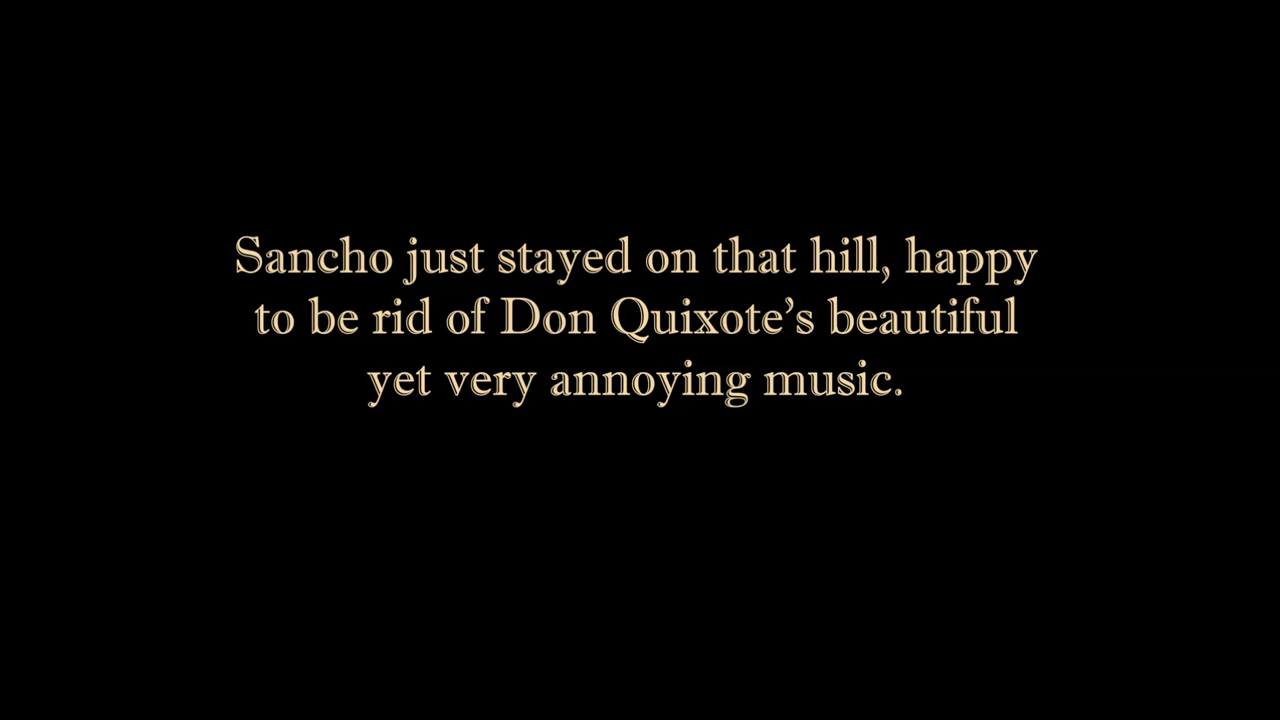 Sancho just stayed on that hill, happy
to be rid of Don Quixote’s beautiful
yet very annoying music.